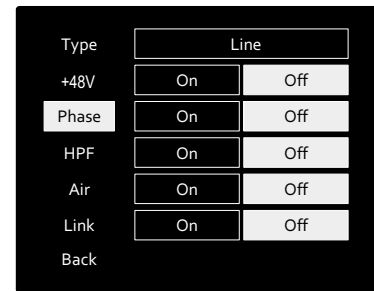 Type Line
+48V On Off
Phase On Off
HPF On Off
Air On Off
Link On Off
Back